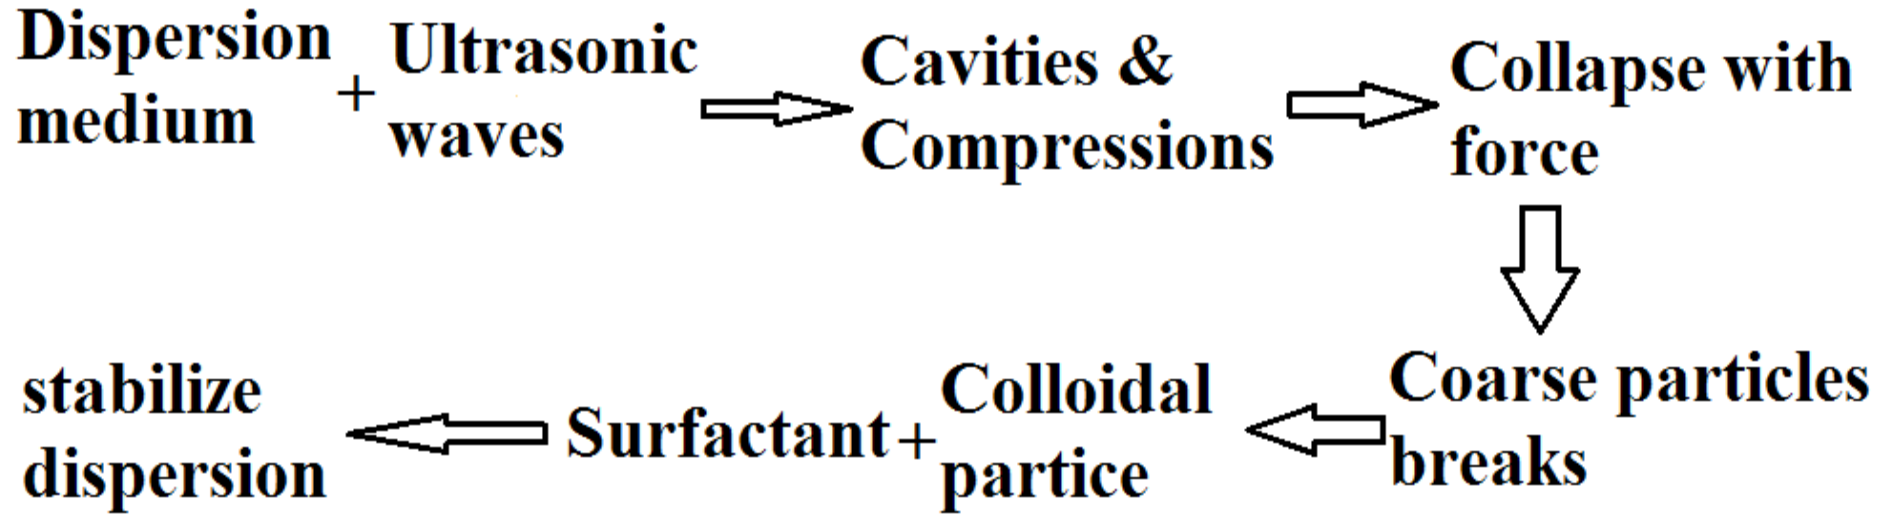 Dispersion
medium
+
Ultrasonic
waves
Cavities &
Compressions
Collapse with
force
Coarse particles
breaks
Colloidal
partice
+
Surfactant
stabilize
dispersion